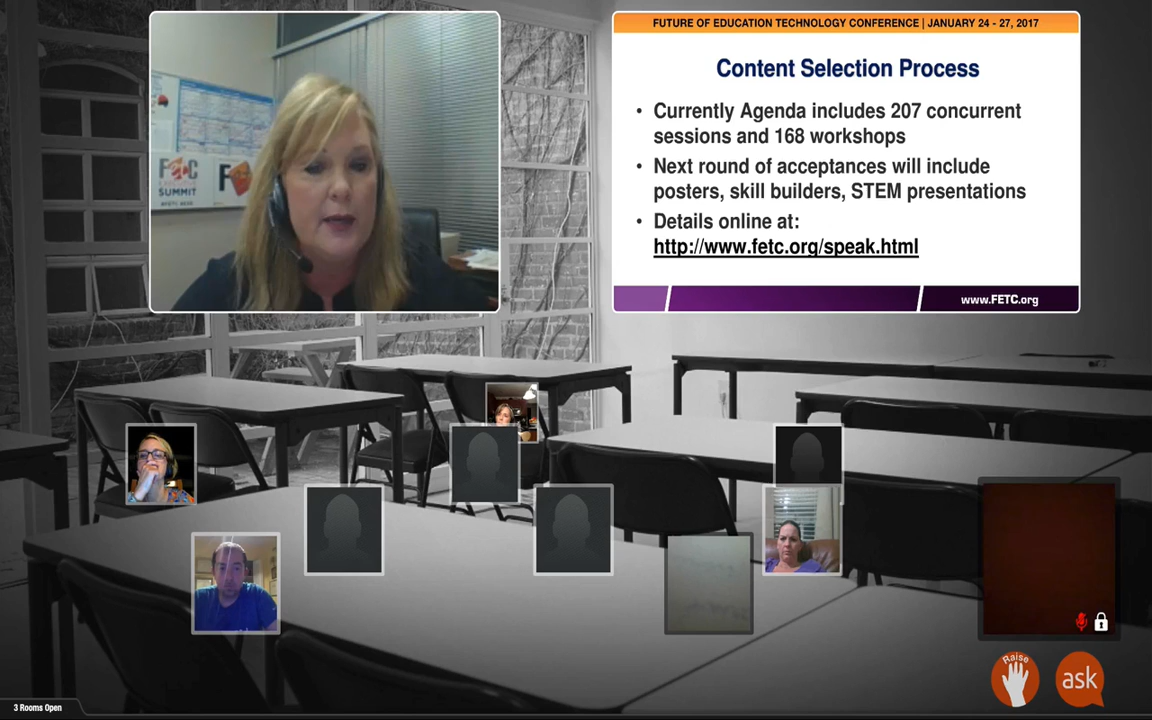 FUTURE OF EDUCATION TECHNOLOGY CONFERENCE | JANUARY 24 - 27, 2017
Content Selection Process
• Currently Agenda includes 207 concurrent
sessions and 168 workshops
• Next round of acceptances will include
posters, skill builders, STEM presentations
• Details online at:
http://www.fetc.org/speak.html
www.FETC.org
FETC
SUMMIT
Raise
ask
3 Rooms Open